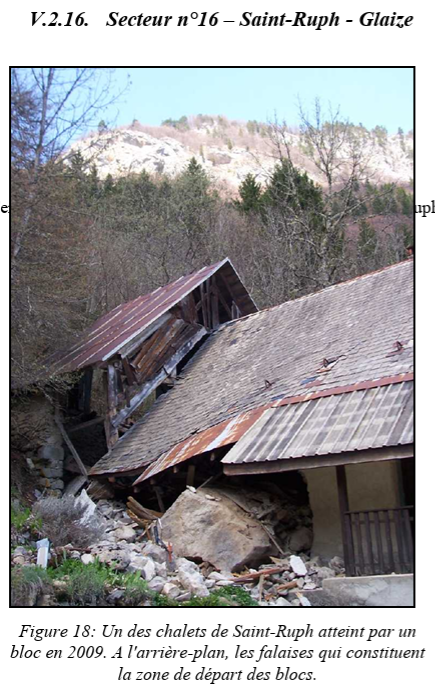 V.2.16. Secteur n°16 – Saint-Ruph - Glaize
Figure 18: Un des chalets de Saint-Ruph atteint par un
bloc en 2009. A l'arrière-plan, les falaises qui constituent
la zone de départ des blocs.